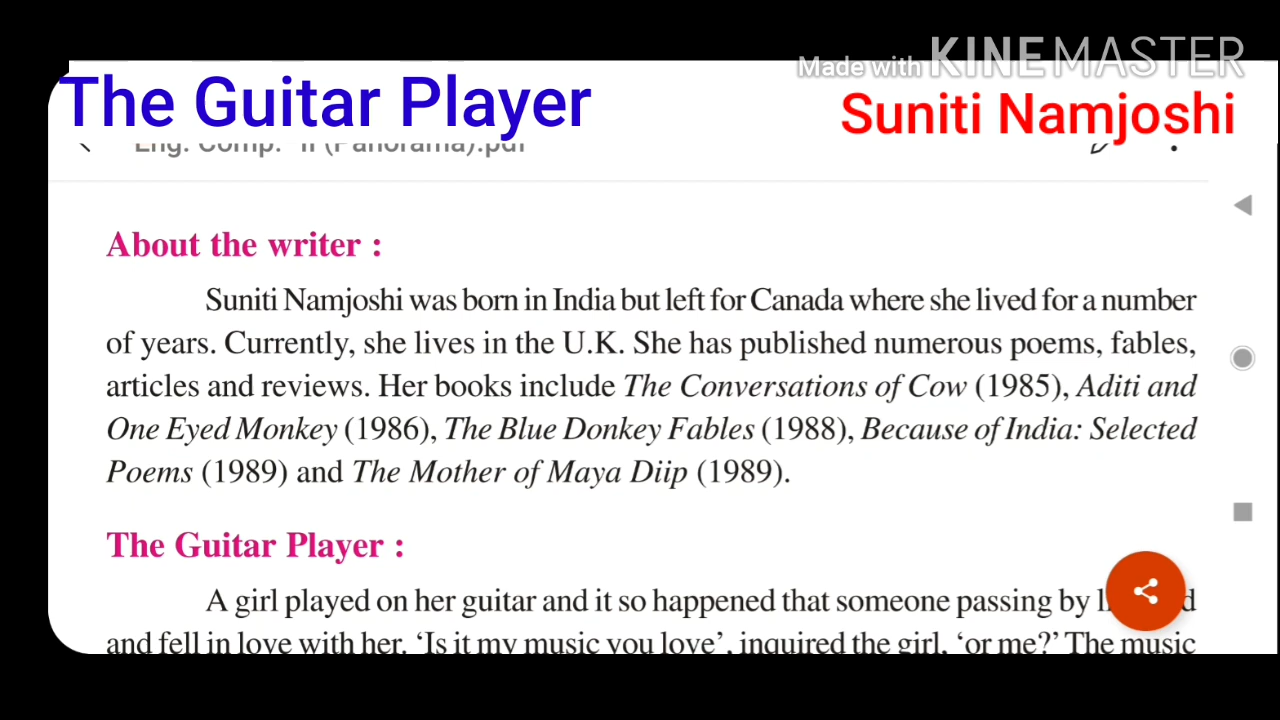 Made with KINEMASTER
The Guitar Player
Suniti Namjoshi
Eng. Comp. -II (Panorama).pdf
About the writer :
Suniti Namjoshi was born in India but left for Canada where she lived for a number
of years. Currently, she lives in the U.K. She has published numerous poems, fables,
articles and reviews. Her books include The Conversations of Cow (1985), Aditi and
One Eyed Monkey (1986), The Blue Donkey Fables (1988), Because of India: Selected
Poems (1989) and The Mother of Maya Diip (1989).
The Guitar Player :
A girl played on her guitar and it so happened that someone passing by
and fell in love with her. ‘Is it my music you love’, inquired the girl, ‘or me?’ The music